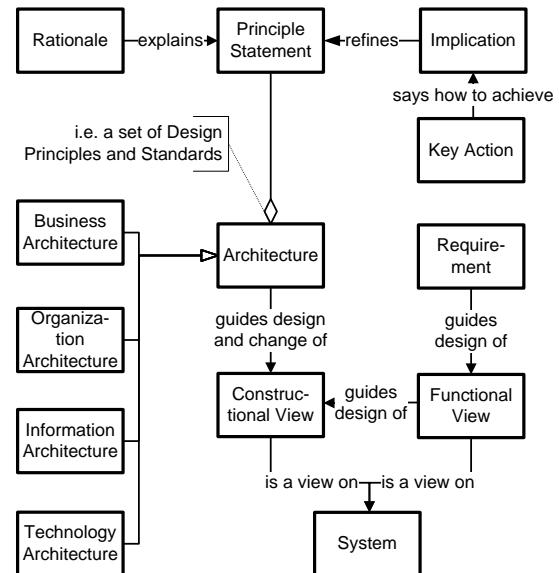 Rationale
explains
Principle
Statement
refines
Implication
says how to achieve
Key Action
i.e. a set of Design
Principles and Standards
Business
Architecture
Architecture
Require-
ment
Organiza-
tion
Architecture
guides design
and change of
guides
design of
Information
Architecture
Construc-
tional View
guides
design of
Functional
View
is a view on
is a view on
Technology
Architecture
System